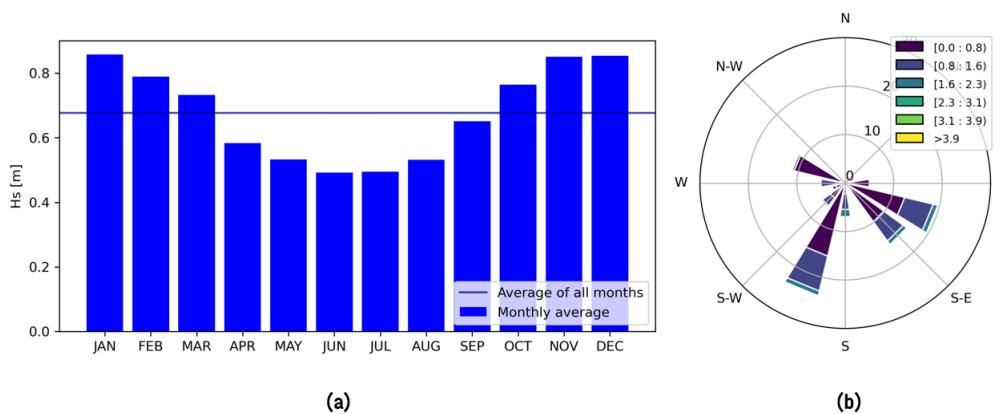 Hs [m]
0.8
0.6
0.4
0.2
0.0
Average of all months
Monthly average
JAN FEB MAR APR MAY JUN JUL AUG SEP OCT NOV DEC
(a)
N
N-W
W
S-W
S
S-E
0
10
20
[0.0 : 0.8)
[0.8 : 1.6)
[1.6 : 2.3)
[2.3 : 3.1)
[3.1 : 3.9)
>3.9
(b)